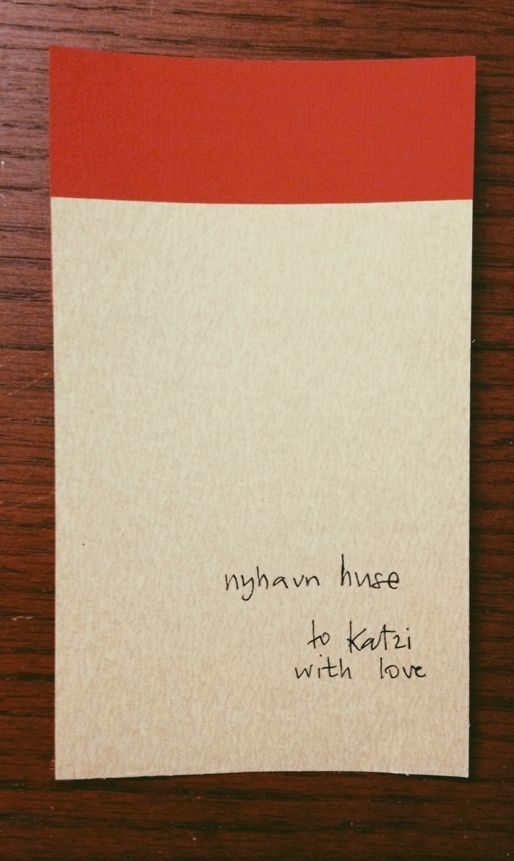 nyhavn huse
to Katzi
with love